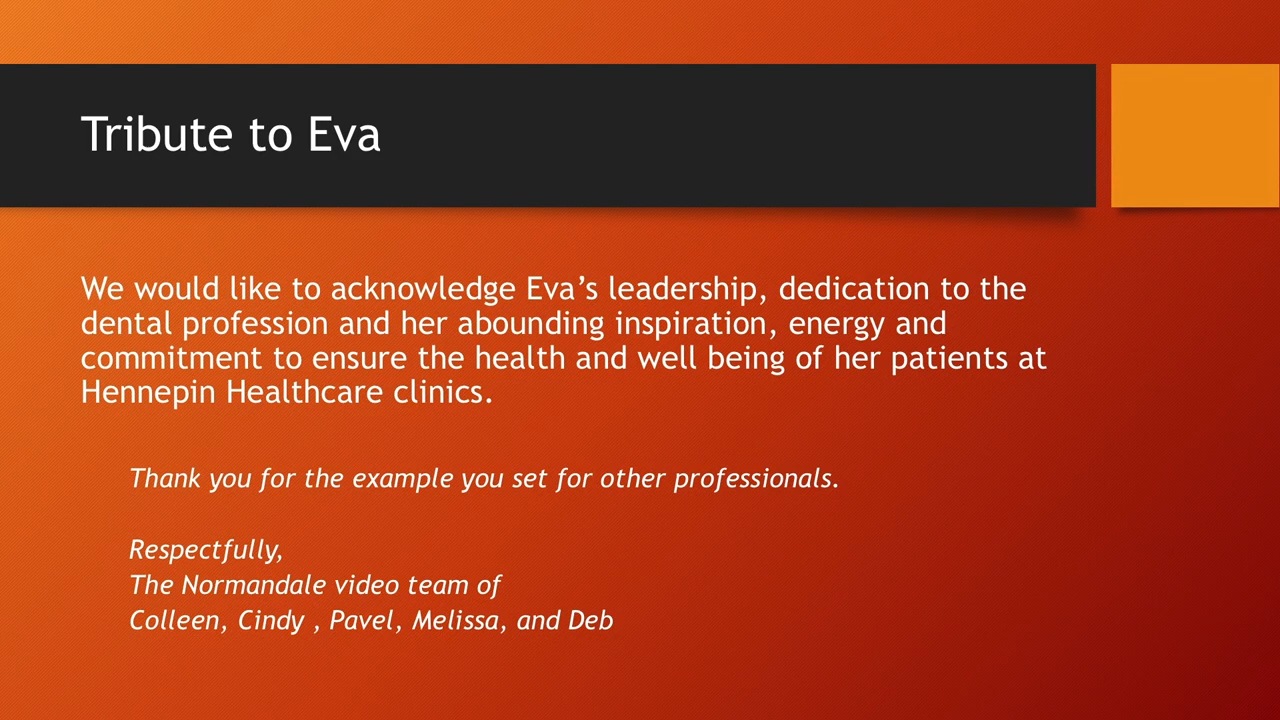 Tribute to Eva
We would like to acknowledge Eva’s leadership, dedication to the
dental profession and her abounding inspiration, energy and
commitment to ensure the health and well being of her patients at
Hennepin Healthcare clinics.
Thank you for the example you set for other professionals.
Respectfully,
The Normandale video team of
Colleen, Cindy , Pavel, Melissa, and Deb